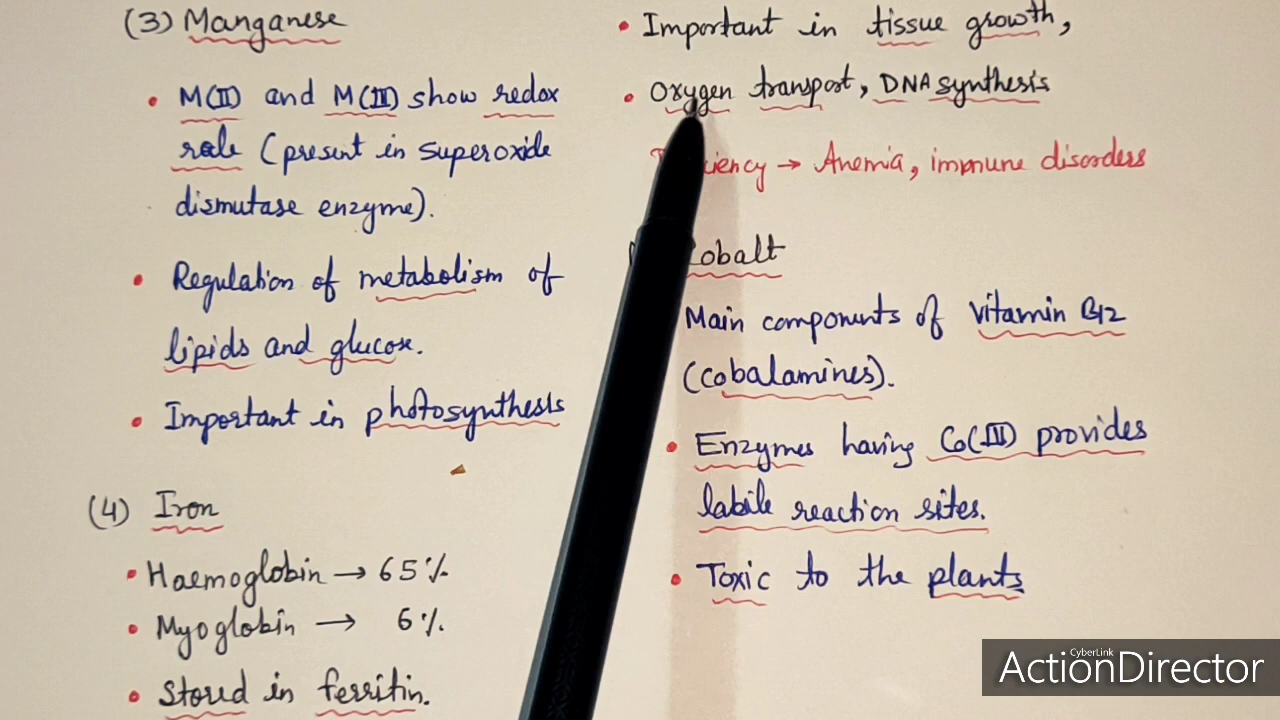 (3) Manganese
• M(II) and M(III) show redox
role (present in superoxide
dismutase enzyme).
• Regulation of metabolism of
lipids and glucose.
• Important in photosynthesis
(4) Iron
• Haemoglobin → 65%
• Myoglobin → 6%
• Stored in ferritin.
• Important in tissue growth,
• Oxygen transport, DNA synthesis
ciency → Anemia, immune disorders
obalt
Main components of vitamin B12
(cobalamines).
• Enzymes having Co(III) provides
labile reaction sites.
• Toxic to the plants
CyberLink
ActionDirector